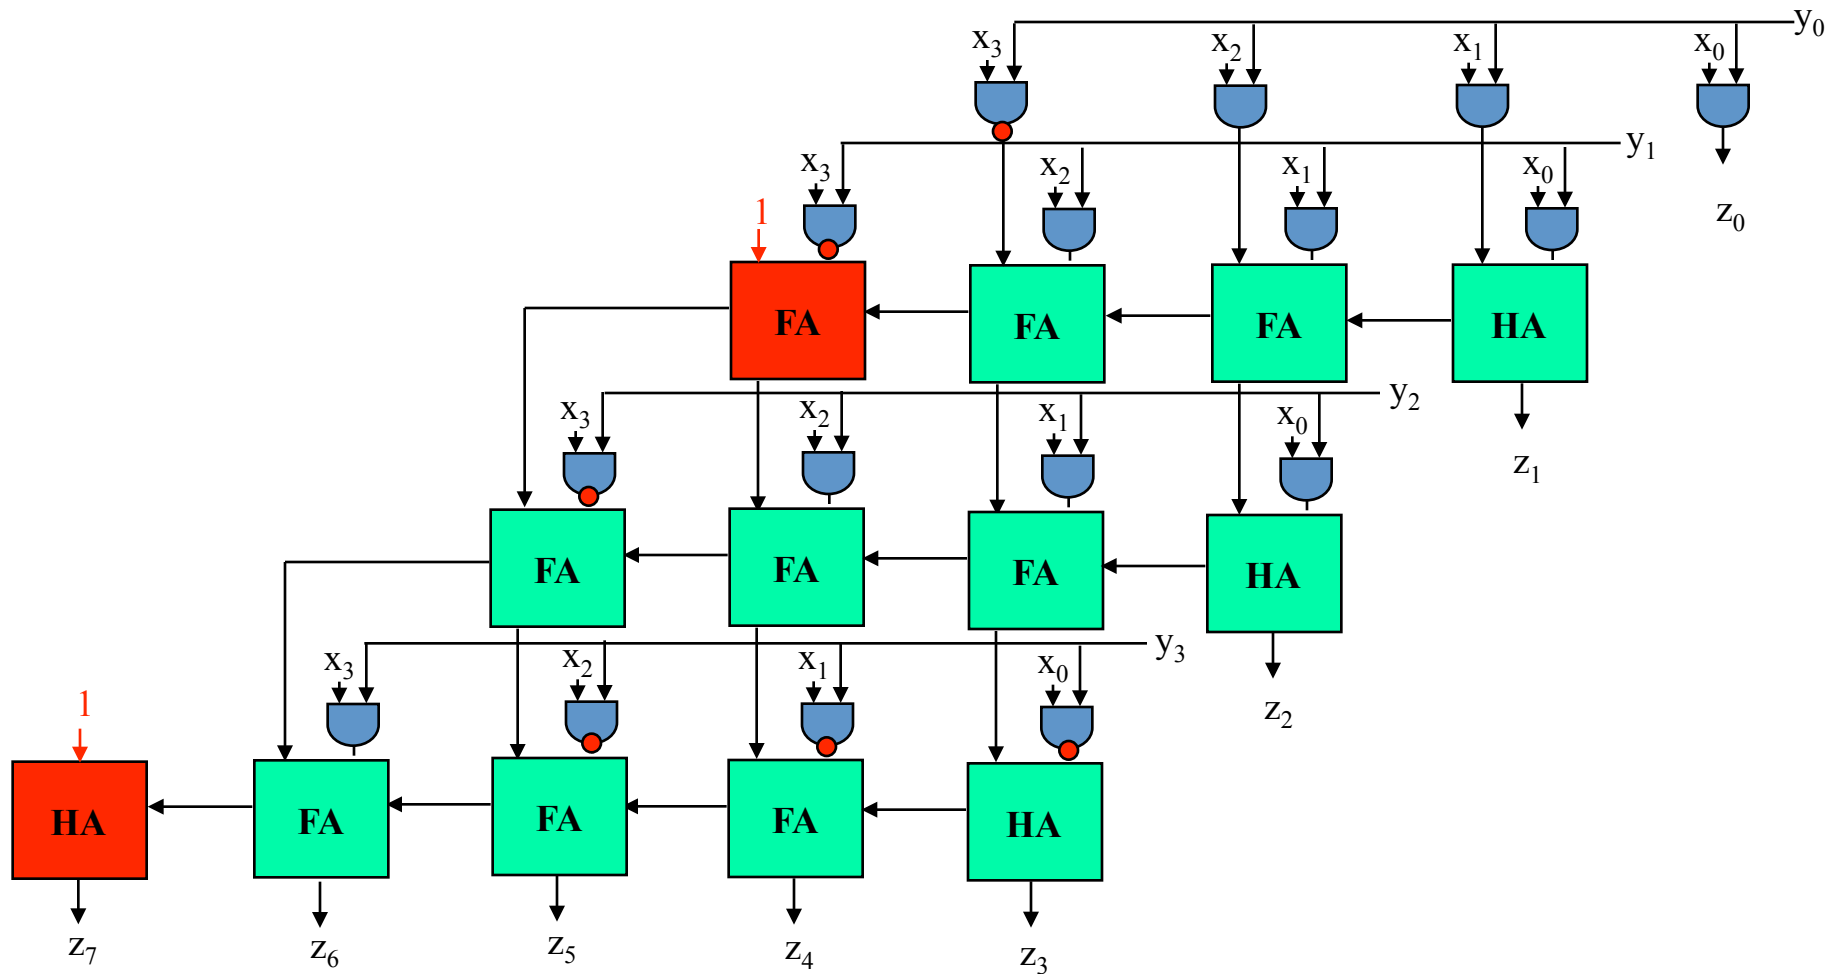 y₀
x₃ x₂ x₁ x₀
y₁
x₃ x₂ x₁ x₀
1 z₀
FA FA FA HA
y₂
x₃ x₂ x₁ x₀
z₁
FA FA FA HA
y₃
x₃ x₂ x₁ x₀
1 z₂
HA FA FA FA HA
z₇ z₆ z₅ z₄ z₃